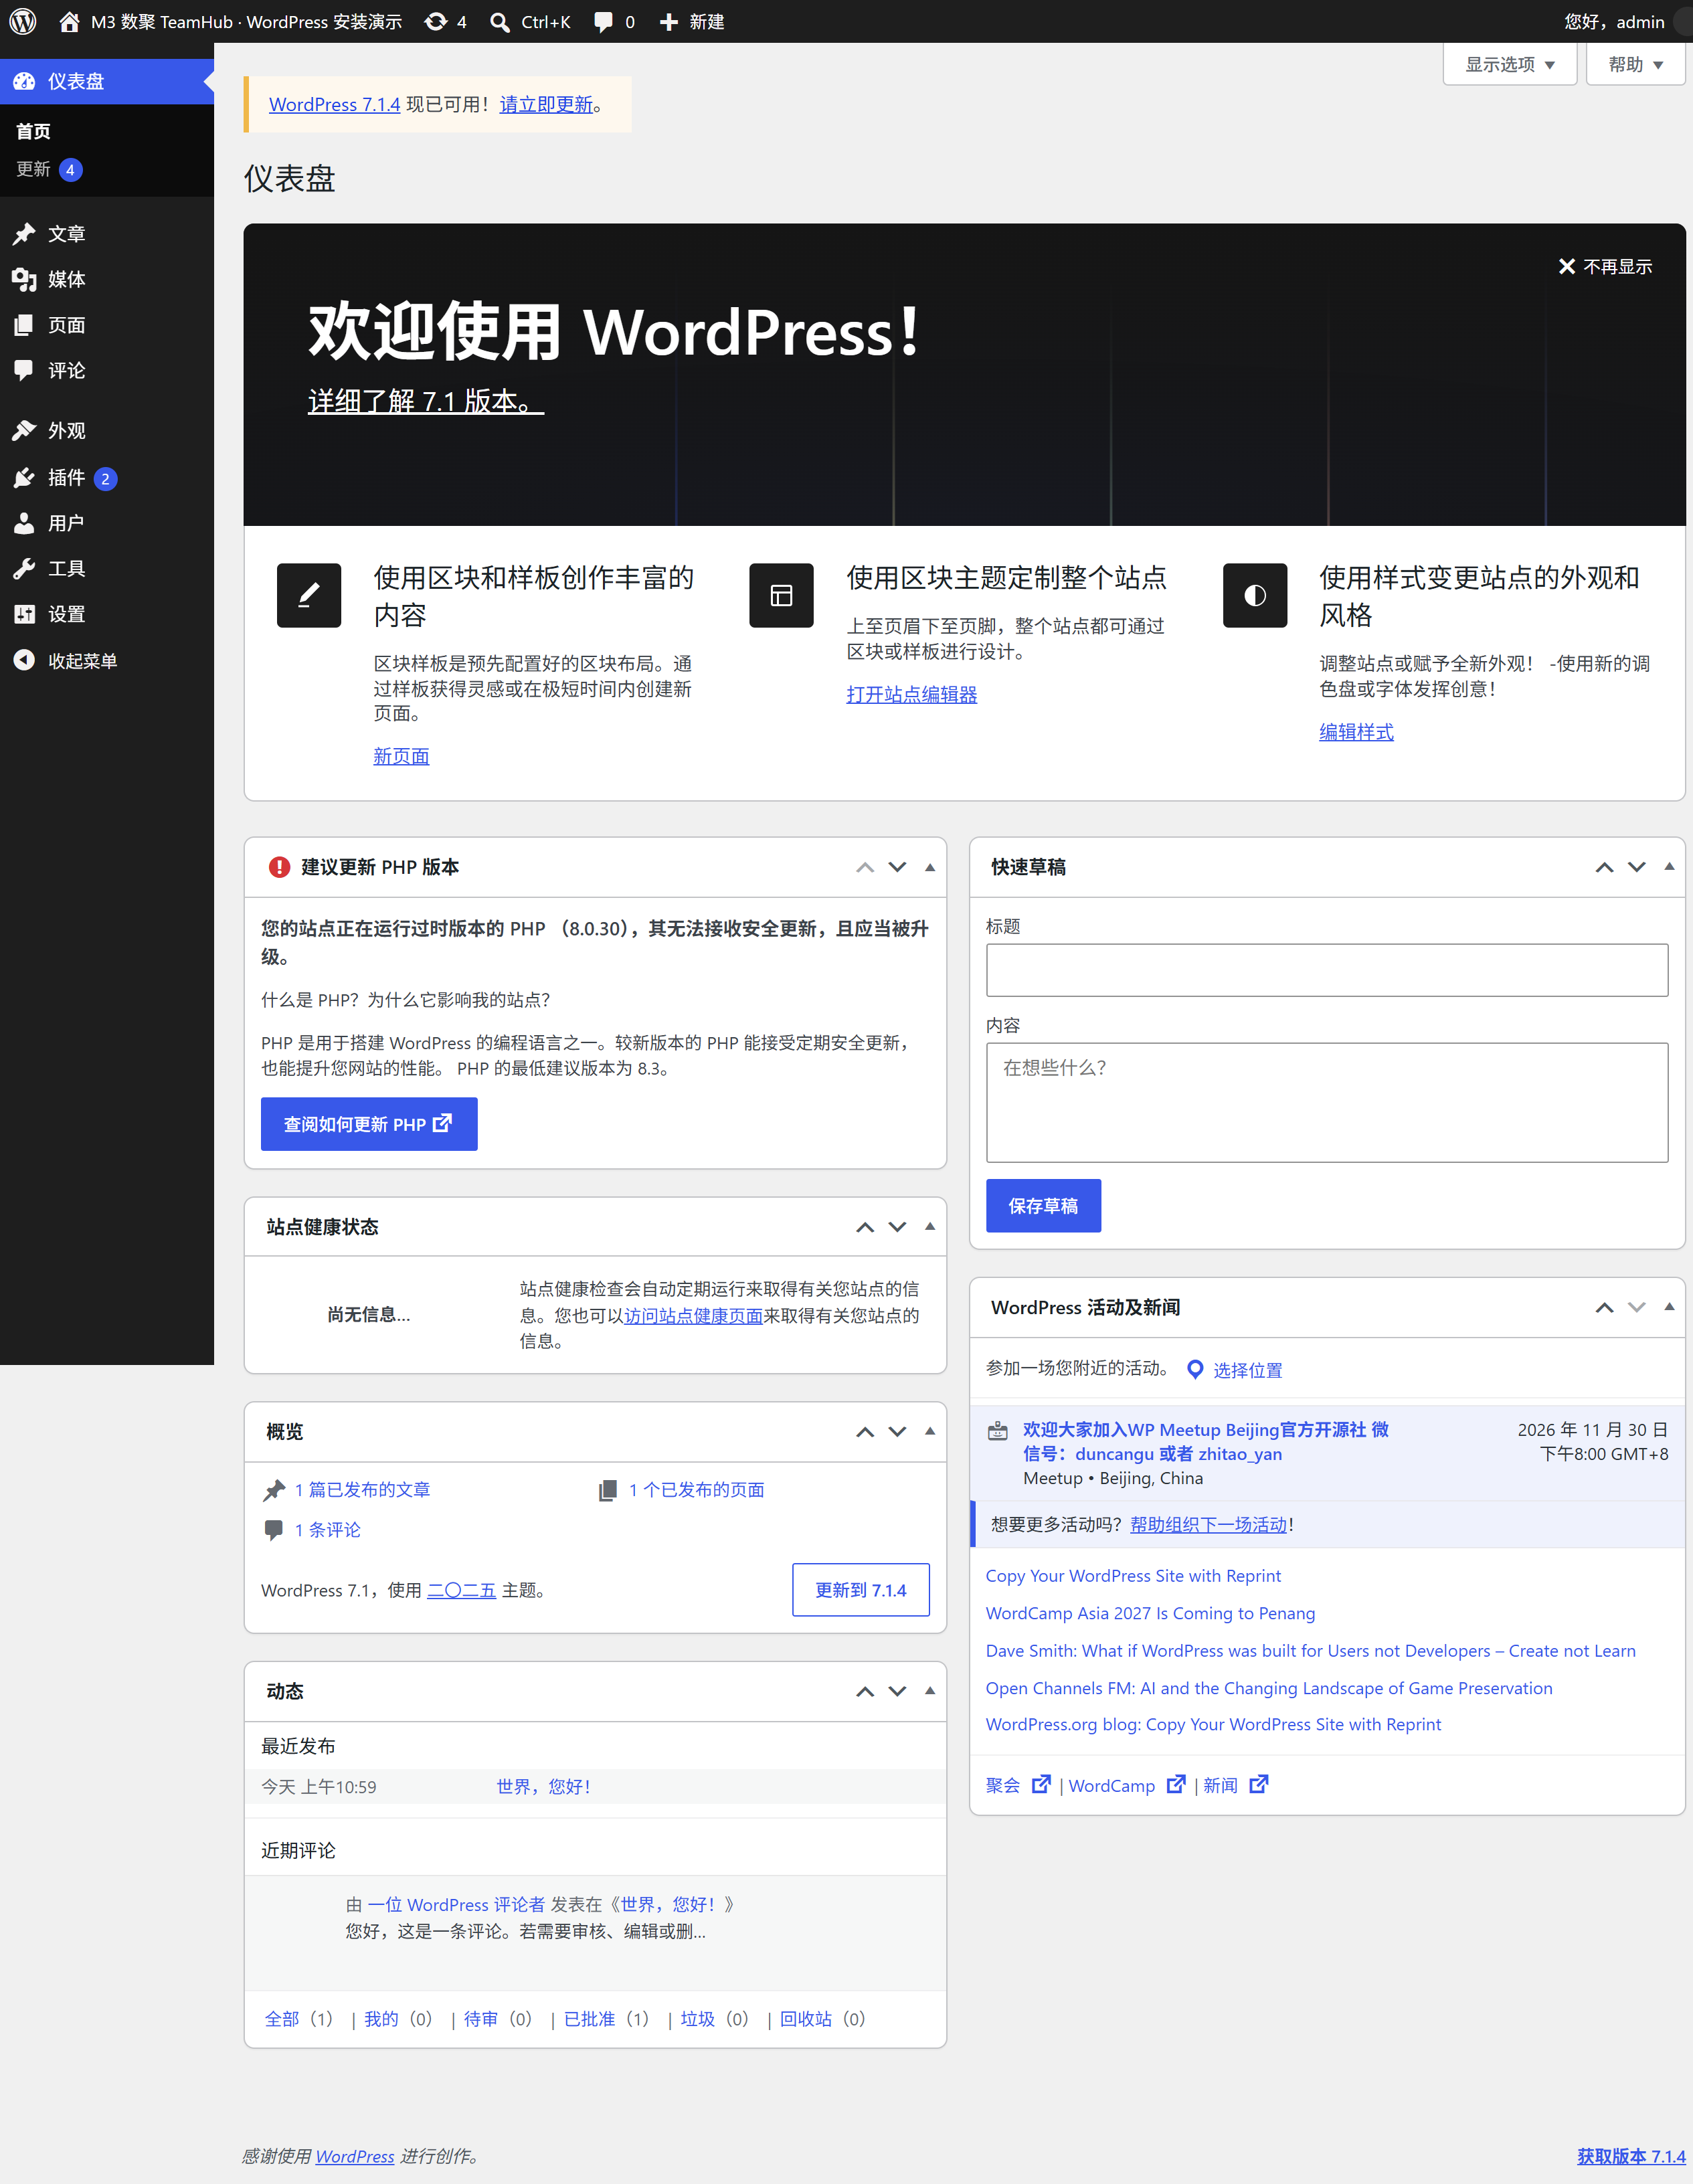 M3 数聚 TeamHub · WordPress 安装演示 4 Ctrl+K 0 新建 您好，admin
仪表盘
首页
更新 4
文章
媒体
页面
评论
外观
插件 2
用户
工具
设置
收起菜单
显示选项 帮助
WordPress 7.1.4 现已可用！请立即更新。
仪表盘
不再显示
欢迎使用 WordPress！
详细了解 7.1 版本。
使用区块和样板创作丰富的
内容
区块样板是预先配置好的区块布局。通
过样板获得灵感或在极短时间内创建新
页面。
新页面
使用区块主题定制整个站点
上至页眉下至页脚，整个站点都可通过
区块或样板进行设计。
打开站点编辑器
使用样式变更站点的外观和
风格
调整站点或赋予全新外观！ -使用新的调
色盘或字体发挥创意！
编辑样式
建议更新 PHP 版本
您的站点正在运行过时版本的 PHP （8.0.30），其无法接收安全更新，且应当被升
级。
什么是 PHP？为什么它影响我的站点？
PHP 是用于搭建 WordPress 的编程语言之一。较新版本的 PHP 能接受定期安全更新，
也能提升您网站的性能。 PHP 的最低建议版本为 8.3。
查阅如何更新 PHP
站点健康状态
尚无信息…
站点健康检查会自动定期运行来取得有关您站点的信
息。您也可以访问站点健康页面来取得有关您站点的
信息。
概览
1 篇已发布的文章 1 个已发布的页面
1 条评论
WordPress 7.1，使用 二〇二五 主题。 更新到 7.1.4
动态
最近发布
今天 上午10:59 世界，您好！
近期评论
由 一位 WordPress 评论者 发表在《世界，您好！》
您好，这是一条评论。若需要审核、编辑或删…
全部（1） | 我的（0） | 待审（0） | 已批准（1） | 垃圾（0） | 回收站（0）
快速草稿
标题
内容
在想些什么？
保存草稿
WordPress 活动及新闻
参加一场您附近的活动。 选择位置
欢迎大家加入WP Meetup Beijing官方开源社 微
信号：duncangu 或者 zhitao_yan
Meetup • Beijing, China
2026 年 11 月 30 日
下午8:00 GMT+8
想要更多活动吗？帮助组织下一场活动！
Copy Your WordPress Site with Reprint
WordCamp Asia 2027 Is Coming to Penang
Dave Smith: What if WordPress was built for Users not Developers – Create not Learn
Open Channels FM: AI and the Changing Landscape of Game Preservation
WordPress.org blog: Copy Your WordPress Site with Reprint
聚会 | WordCamp | 新闻
感谢使用 WordPress 进行创作。 获取版本 7.1.4